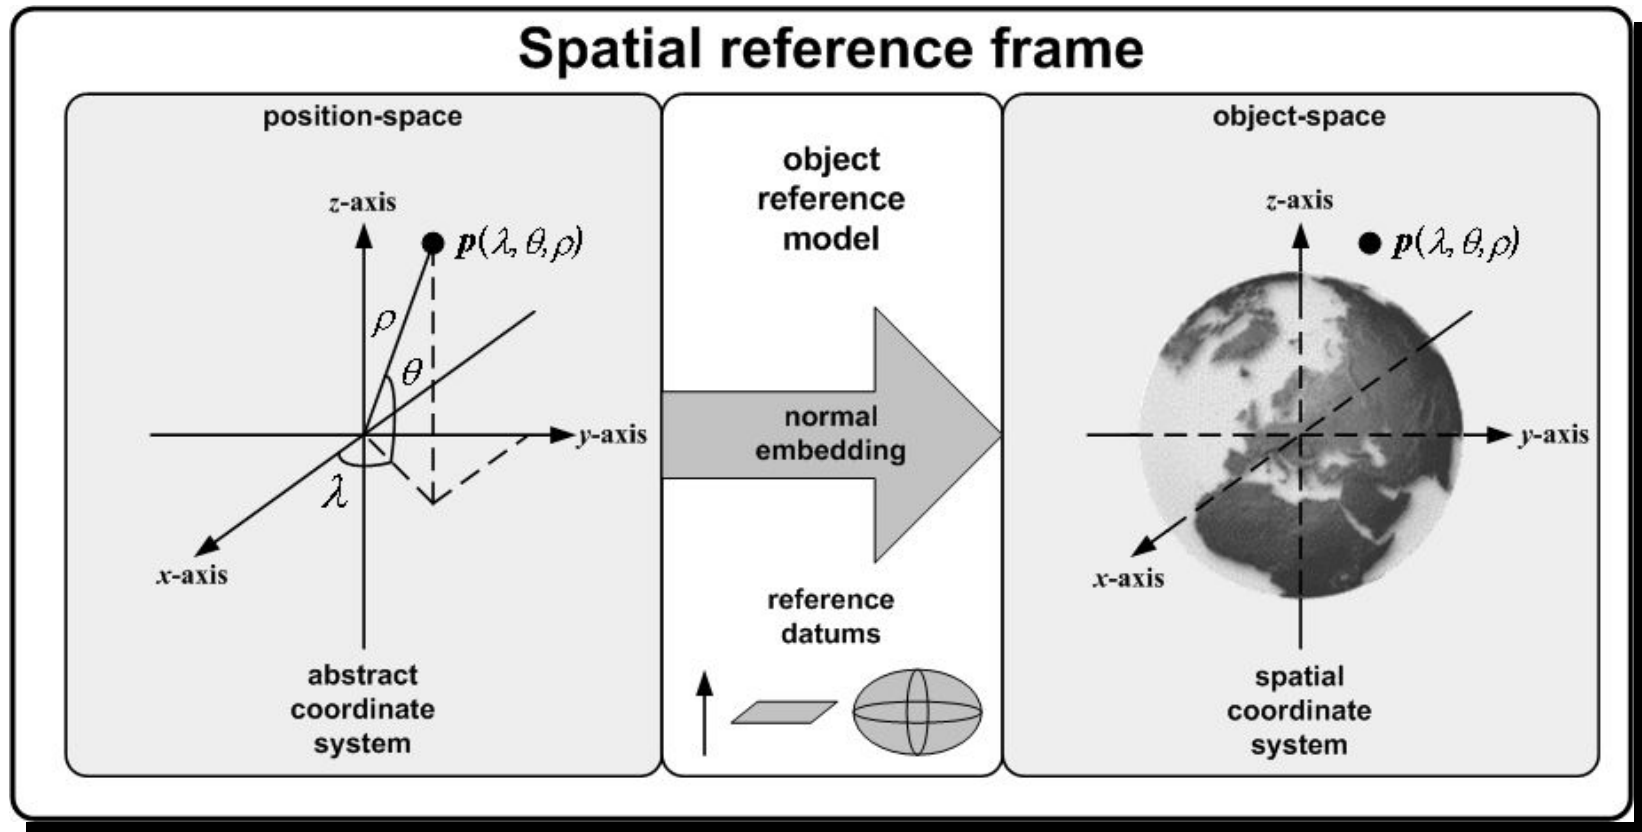 Spatial reference frame
position-space
z-axis
p(λ, θ, ρ)
ρ
θ
y-axis
λ
x-axis
abstract
coordinate
system
object
reference
model
normal
embedding
reference
datums
object-space
z-axis
p(λ, θ, ρ)
y-axis
x-axis
spatial
coordinate
system